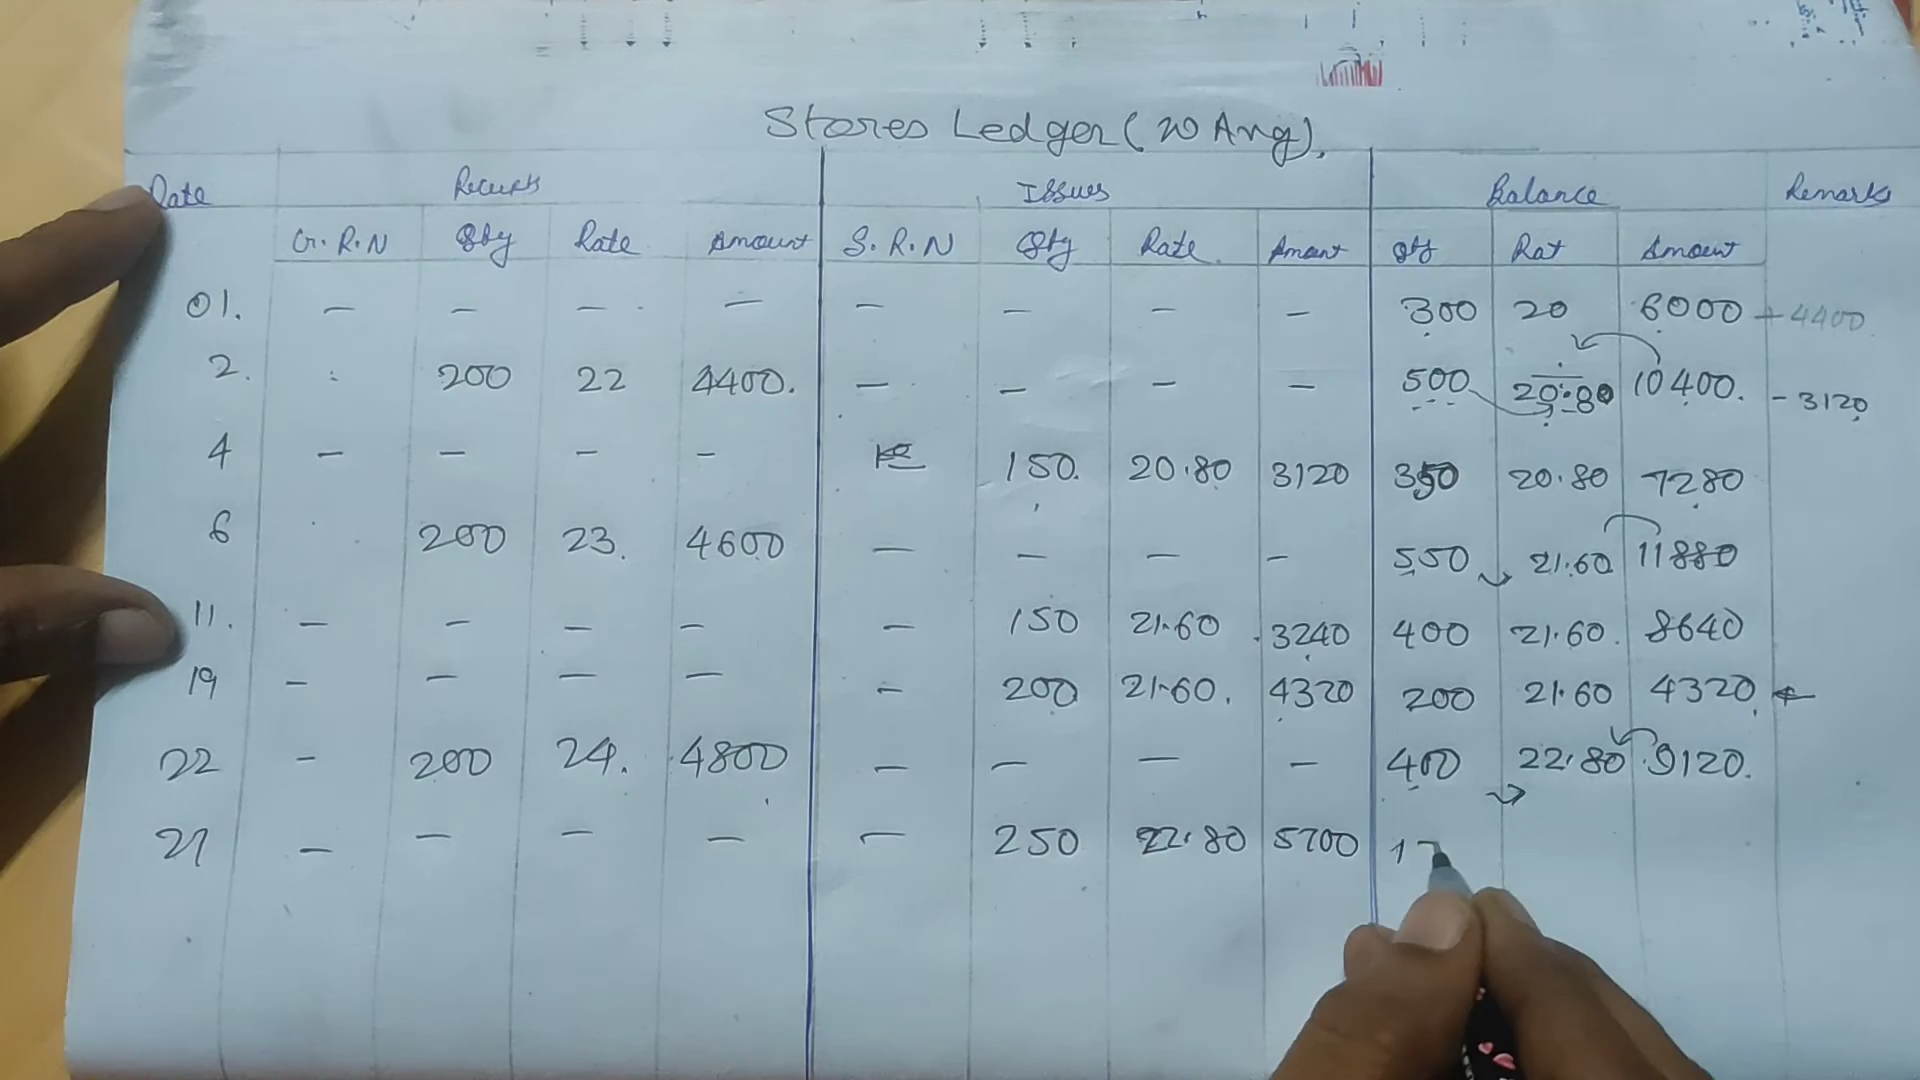 Stores Ledger (W Avg).
Date Receipts Issues Balance Remarks
G.R.N Qty Rate Amount S.R.N Qty Rate. Amount Qty Rat Amount
01. — — — — — — — — 300 20 6000 + 4400
2. 200 22 4400. — — — — 500 20.80 10400. - 3120
4 — — — — 150. 20.80 3120 350 20.80 7280
6 200 23. 4600 — — — — 550 21.60 11880
11. — — — — — 150 21.60 3240 400 21.60. 8640
19 — — — — — 200 21.60. 4320 200 21.60 4320
22 — 200 24. 4800 — — — — 400 22.80 9120.
27 — — — — — 250 22.80 5700 1